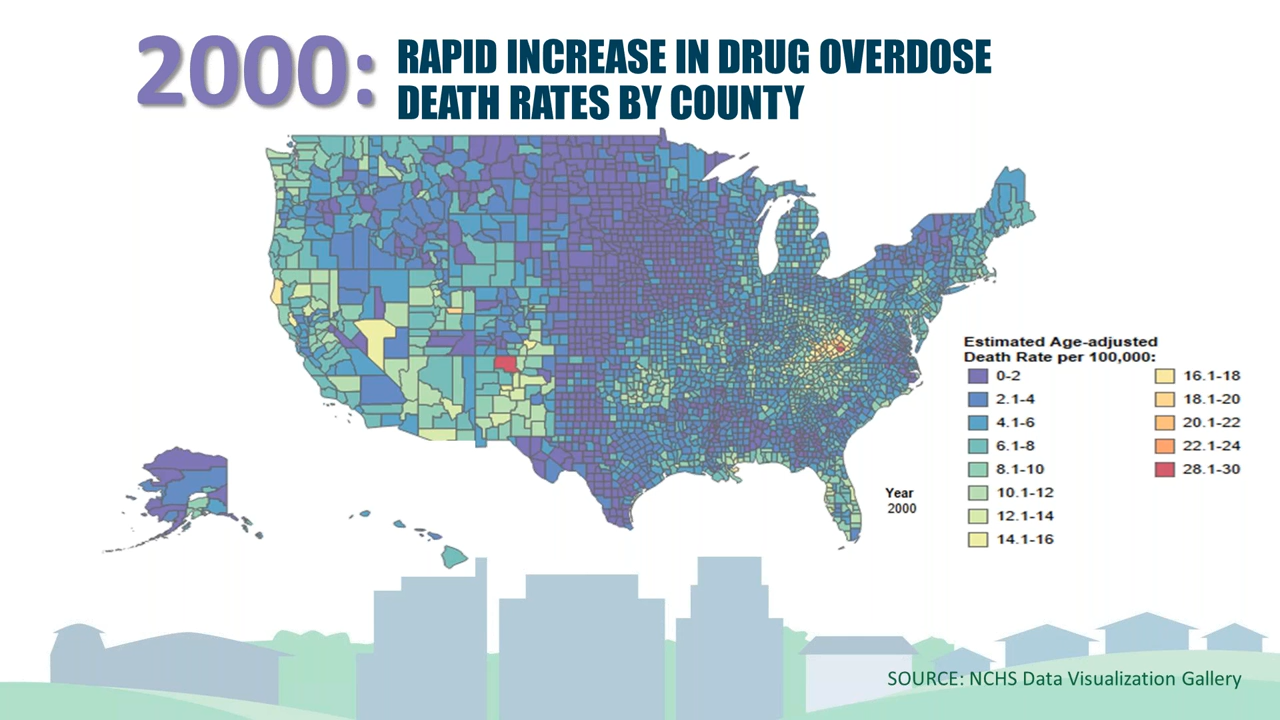 2000:
RAPID INCREASE IN DRUG OVERDOSE
DEATH RATES BY COUNTY
Estimated Age-adjusted
Death Rate per 100,000:
0-2
2.1-4
4.1-6
6.1-8
8.1-10
10.1-12
12.1-14
14.1-16
16.1-18
18.1-20
20.1-22
22.1-24
28.1-30
Year
2000
SOURCE: NCHS Data Visualization Gallery